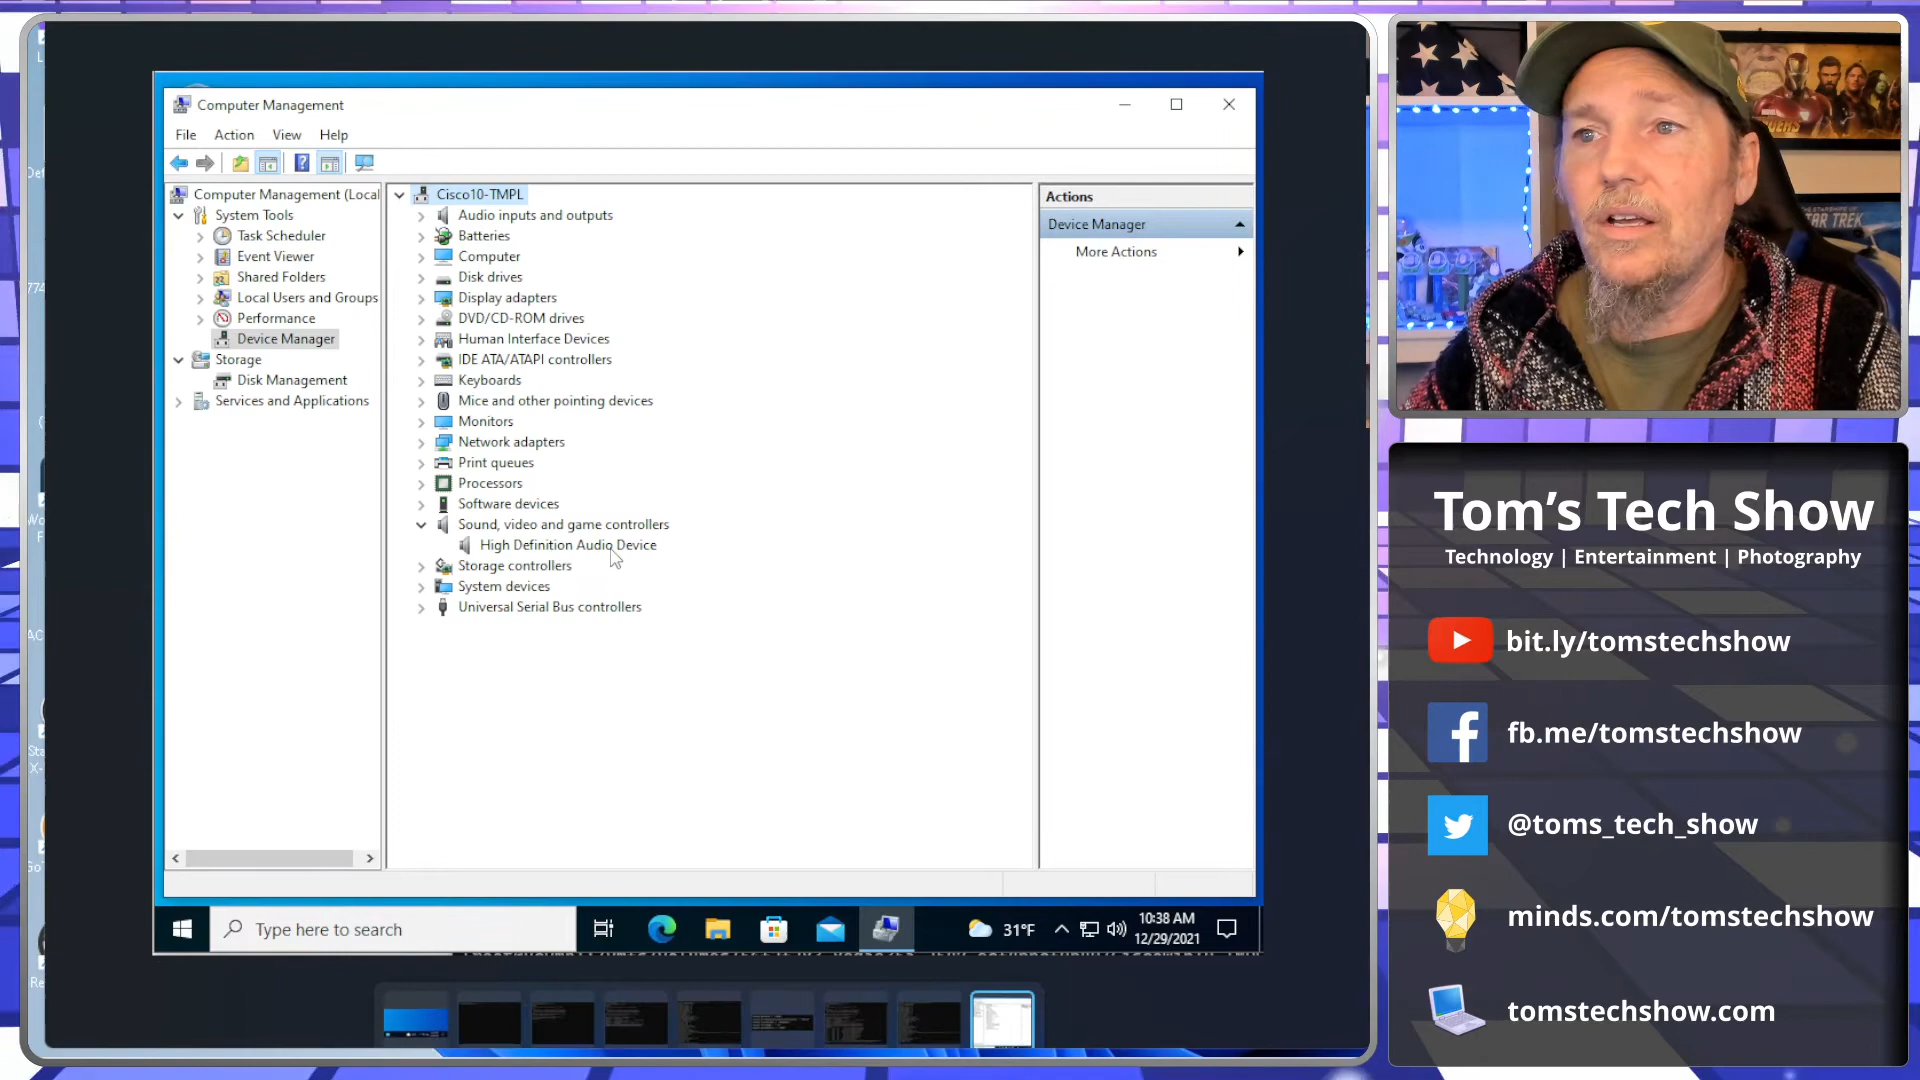 Computer Management
File Action View Help
Computer Management (Local
System Tools
Task Scheduler
Event Viewer
Shared Folders
Local Users and Groups
Performance
Device Manager
Storage
Disk Management
Services and Applications
Cisco10-TMPL
Audio inputs and outputs
Batteries
Computer
Disk drives
Display adapters
DVD/CD-ROM drives
Human Interface Devices
IDE ATA/ATAPI controllers
Keyboards
Mice and other pointing devices
Monitors
Network adapters
Print queues
Processors
Software devices
Sound, video and game controllers
High Definition Audio Device
Storage controllers
System devices
Universal Serial Bus controllers
Actions
Device Manager
More Actions
Type here to search
31°F
10:38 AM
12/29/2021
Tom's Tech Show
Technology | Entertainment | Photography
bit.ly/tomstechshow
fb.me/tomstechshow
@toms_tech_show
minds.com/tomstechshow
tomstechshow.com